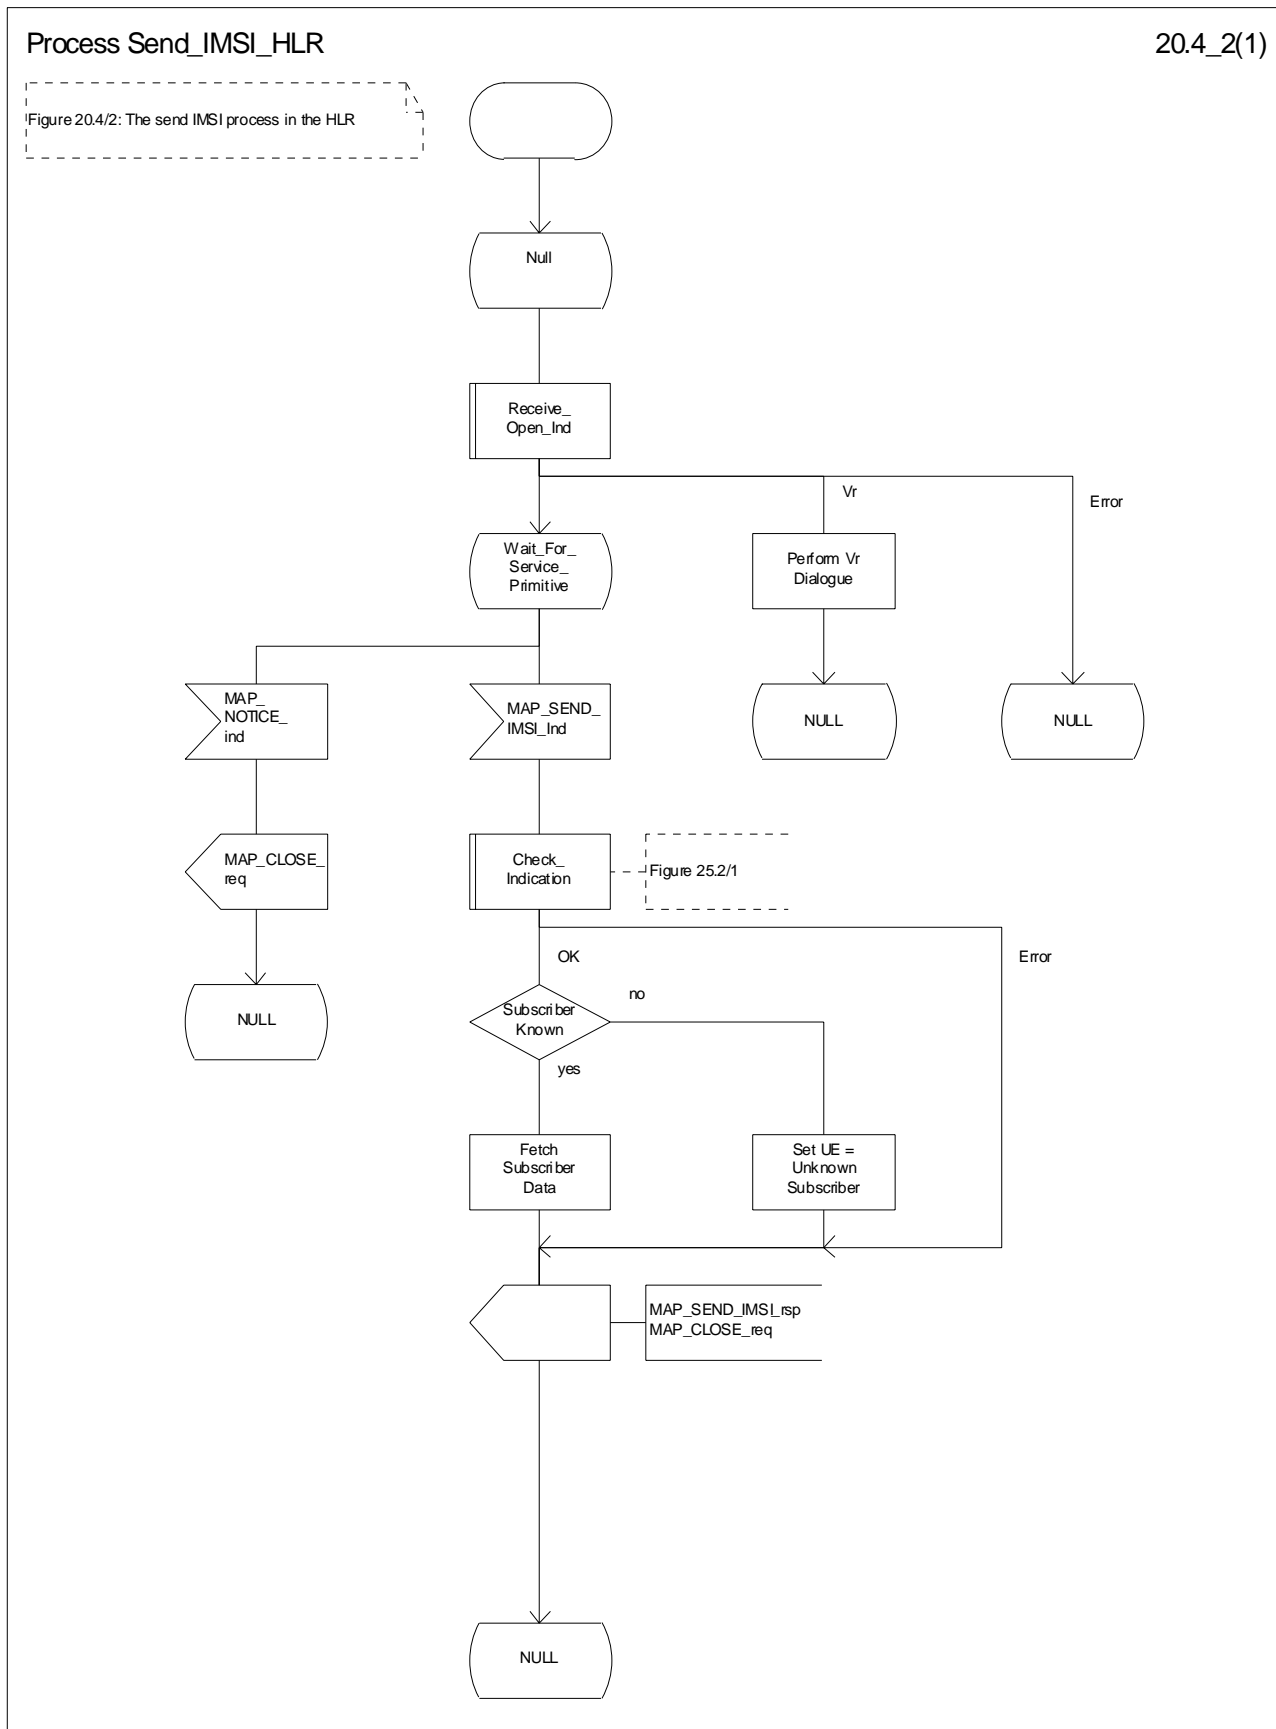 Process Send_IMSI_HLR
20.4_2(1)
Figure 20.4/2: The send IMSI process in the HLR
Null
Receive_
Open_Ind
Vr
Error
Wait_For_
Service_
Primitive
Perform Vr
Dialogue
MAP_
NOTICE_
ind
MAP_SEND_
IMSI_Ind
NULL
NULL
MAP_CLOSE_
req
Check_
Indication
Figure 25.2/1
OK
Error
NULL
Subscriber
Known
no
yes
Fetch
Subscriber
Data
Set UE =
Unknown
Subscriber
MAP_SEND_IMSI_rsp
MAP_CLOSE_req
NULL